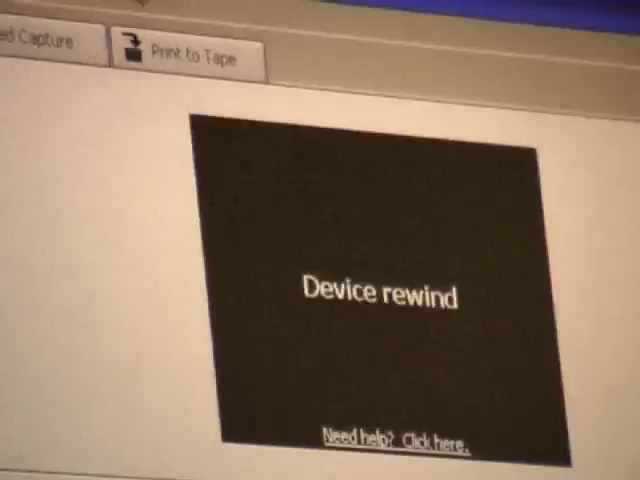 Capture
Print to Tape
Device rewind
Need help? Click here.